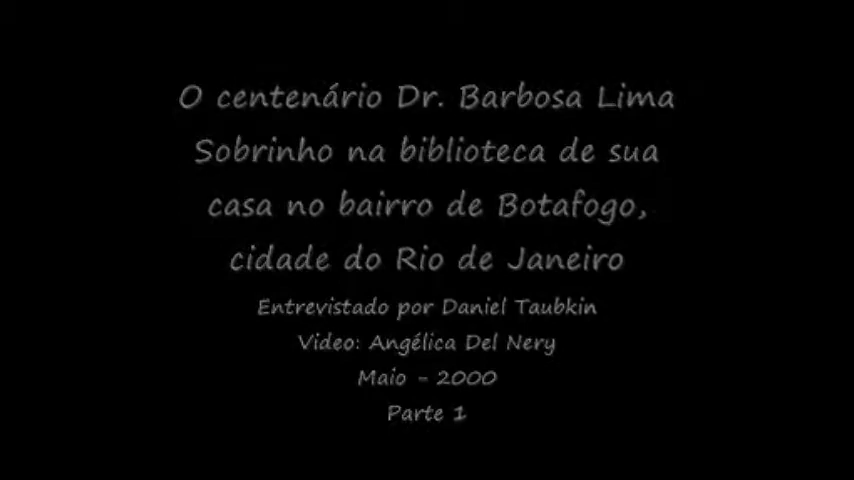 O centenário Dr. Barbosa Lima
Sobrinho na biblioteca de sua
casa no bairro de Botafogo,
cidade do Rio de Janeiro
Entrevistado por Daniel Taubkin
Video: Angélica Del Nery
Maio - 2000
Parte 1